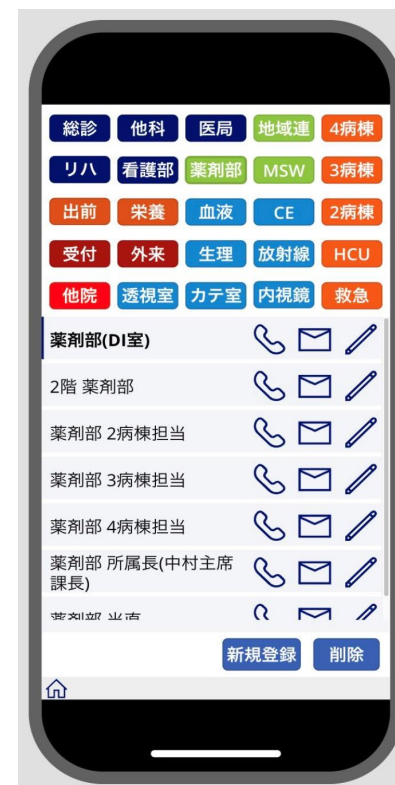 総診 他科 医局 地域連 4病棟
リハ 看護部 薬剤部 MSW 3病棟
出前 栄養 血液 CE 2病棟
受付 外来 生理 放射線 HCU
他院 透視室 カテ室 内視鏡 救急
薬剤部(DI室)
2階 薬剤部
薬剤部 2病棟担当
薬剤部 3病棟担当
薬剤部 4病棟担当
薬剤部 所属長(中村主席
課長)
薬剤部 当直
新規登録 削除